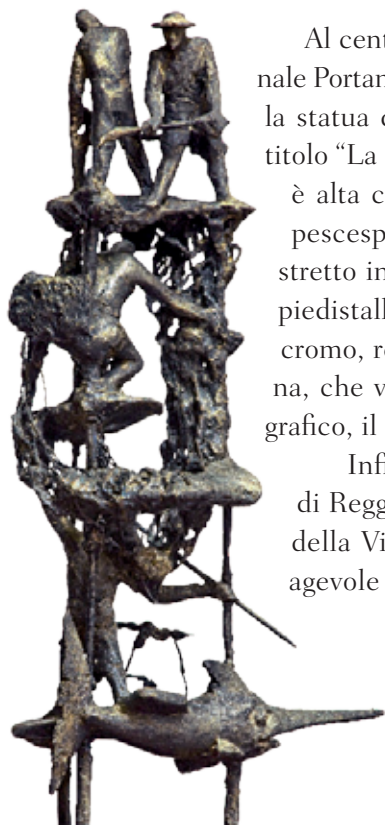 Al cent
nale Portan
la statua c
titolo “La
è alta c
pescesp
stretto in
piedistall
cromo, re
na, che v
grafico, il
Infi
di Regg
della Vi
agevole